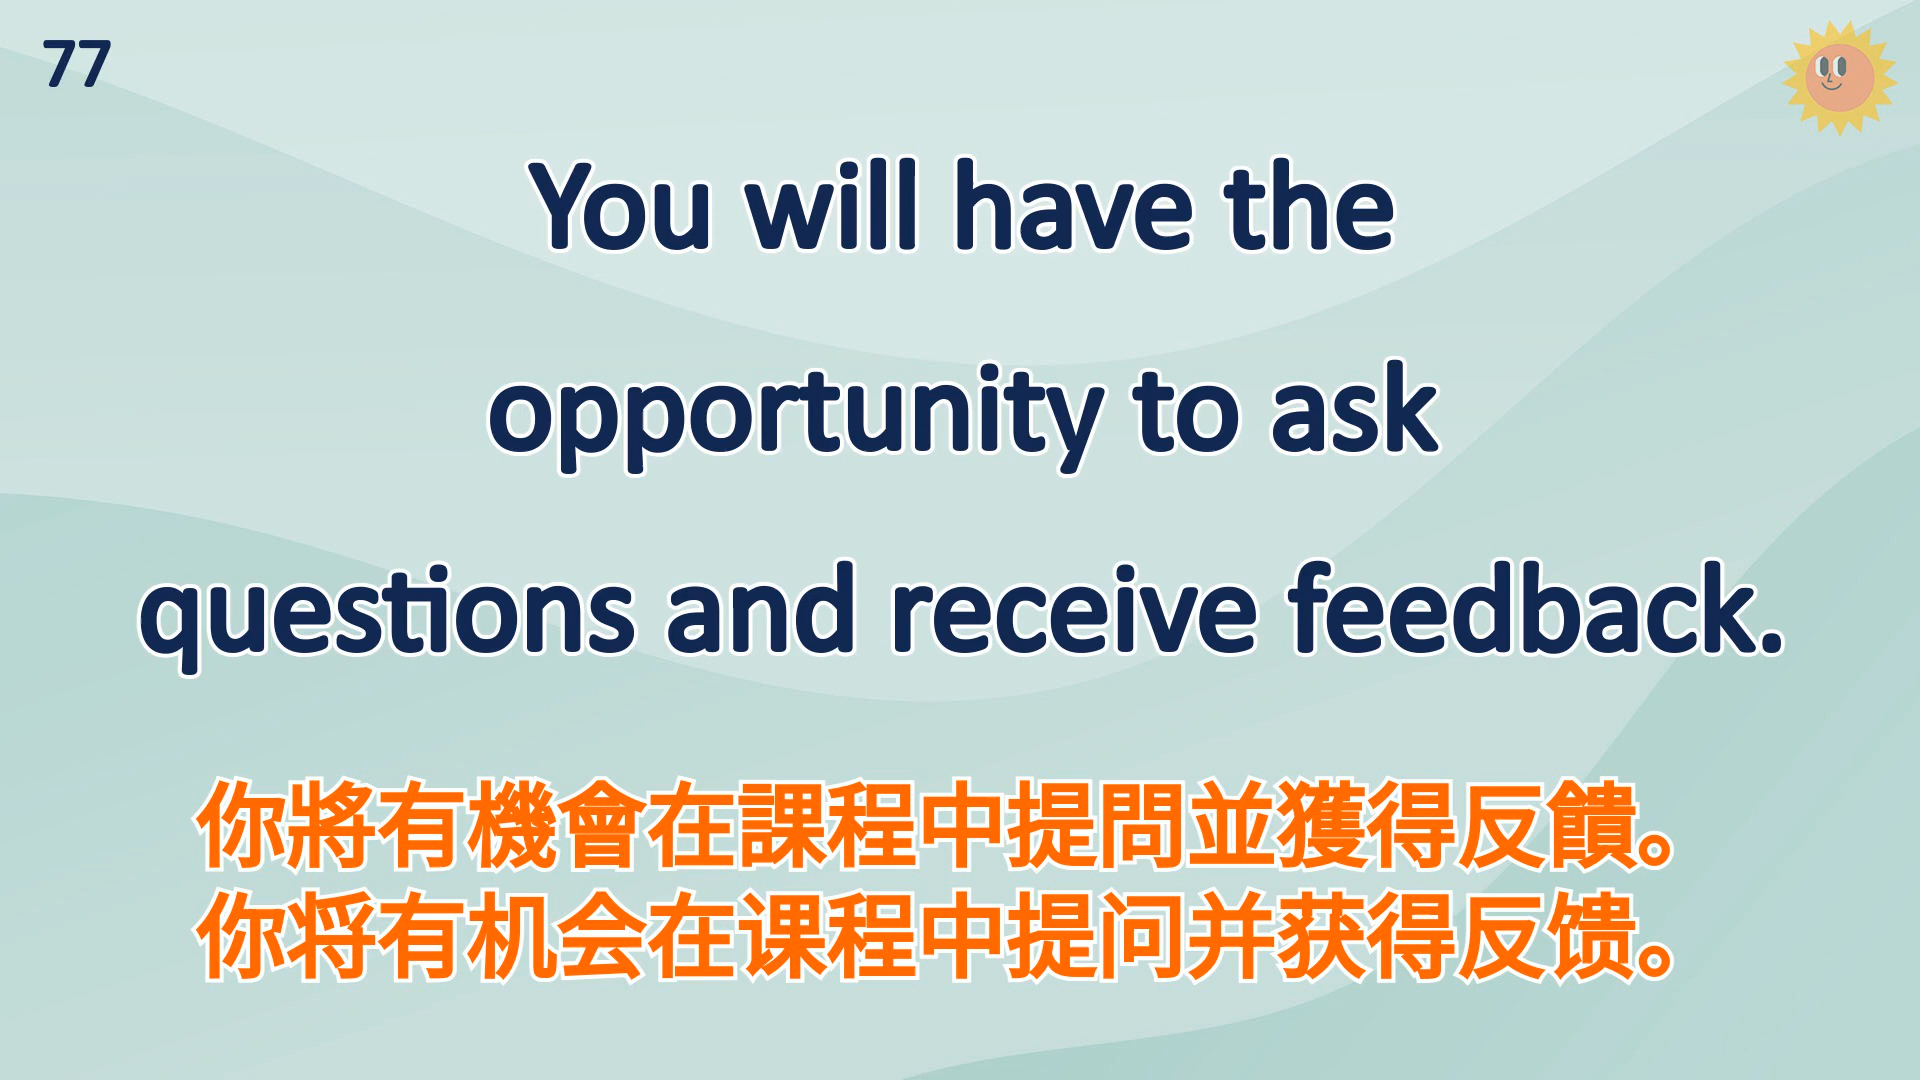 77
You will have the
opportunity to ask
questions and receive feedback.
你將有機會在課程中提問並獲得反饋。
你将有机会在课程中提问并获得反馈。